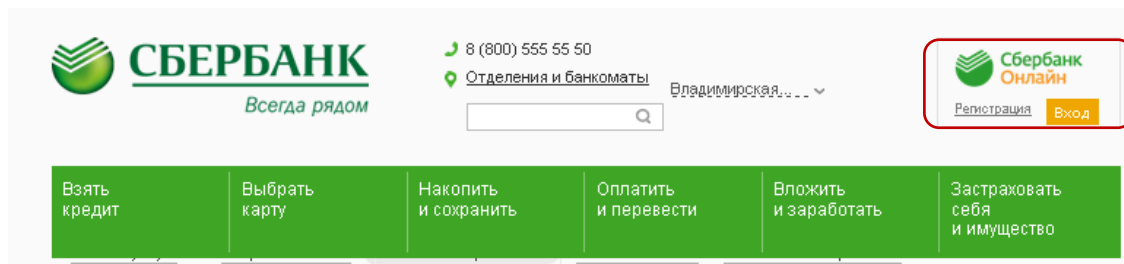 СБЕРБАНК
Всегда рядом
8 (800) 555 55 50
Отделения и банкоматы
Владимирская...
Сбербанк
Онлайн
Регистрация
Вход
Взять
кредит
Выбрать
карту
Накопить
и сохранить
Оплатить
и перевести
Вложить
и заработать
Застраховать
себя
и имущество